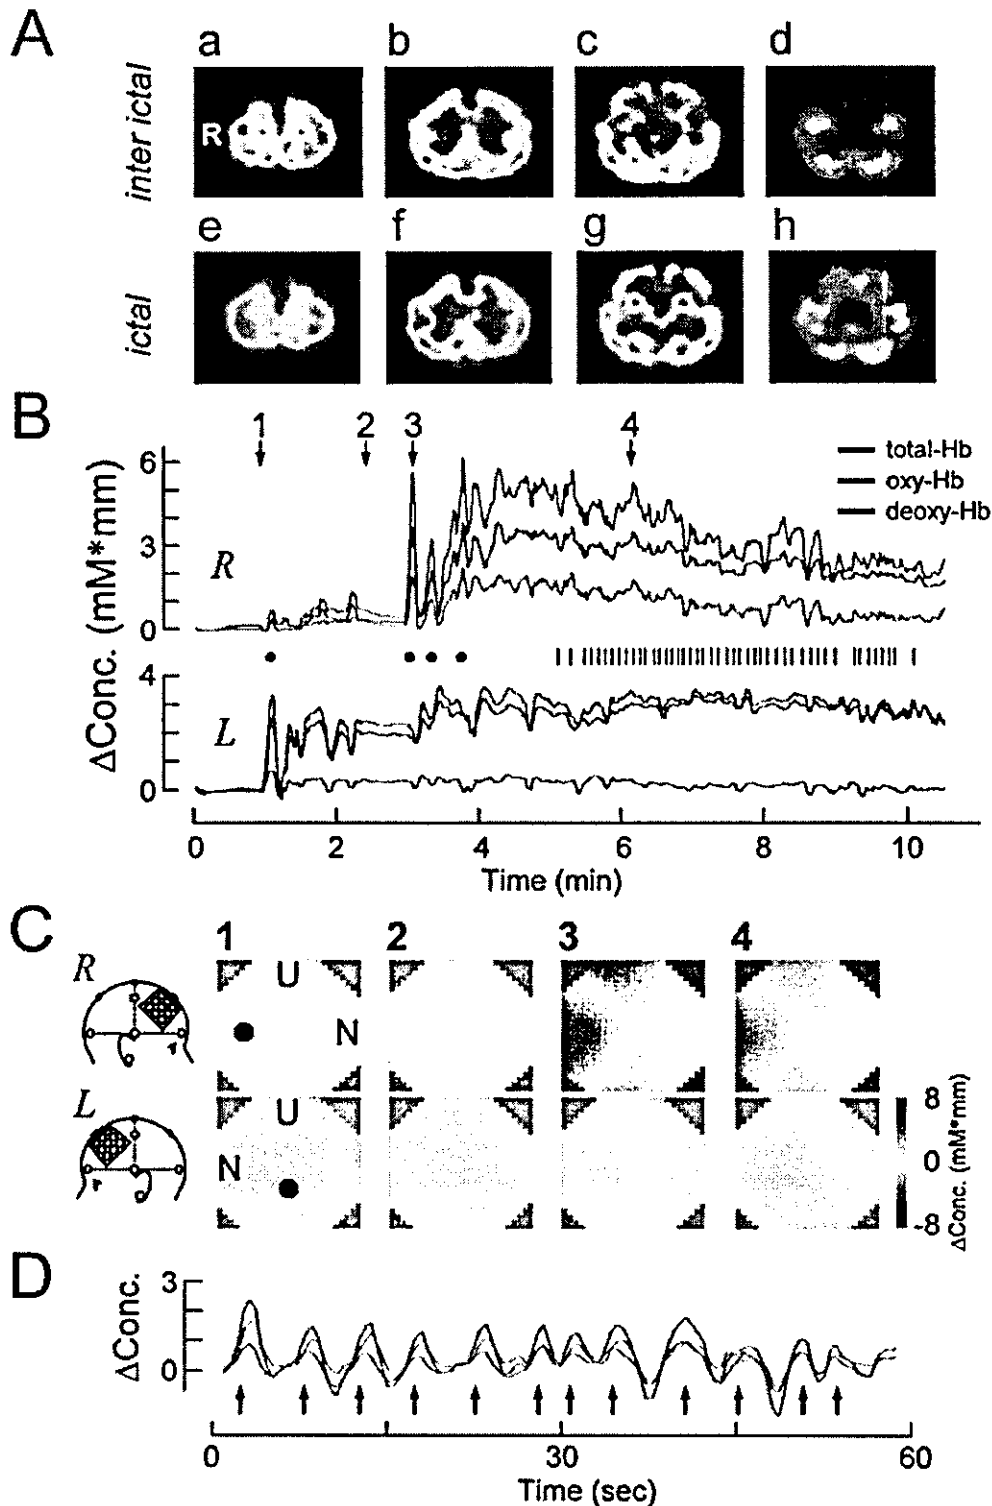 A
a b c d
inter ictal
R
e f g h
ictal
B
1 2 3 4
total-Hb
oxy-Hb
deoxy-Hb
ΔConc. (mM*mm)
6
3
0
R
4
2
0
L
0 2 4 6 8 10
Time (min)
C
1 2 3 4
R
U
N
L
U
N
8
0
-8
ΔConc. (mM*mm)
D
ΔConc.
3
0
0 30 60
Time (sec)